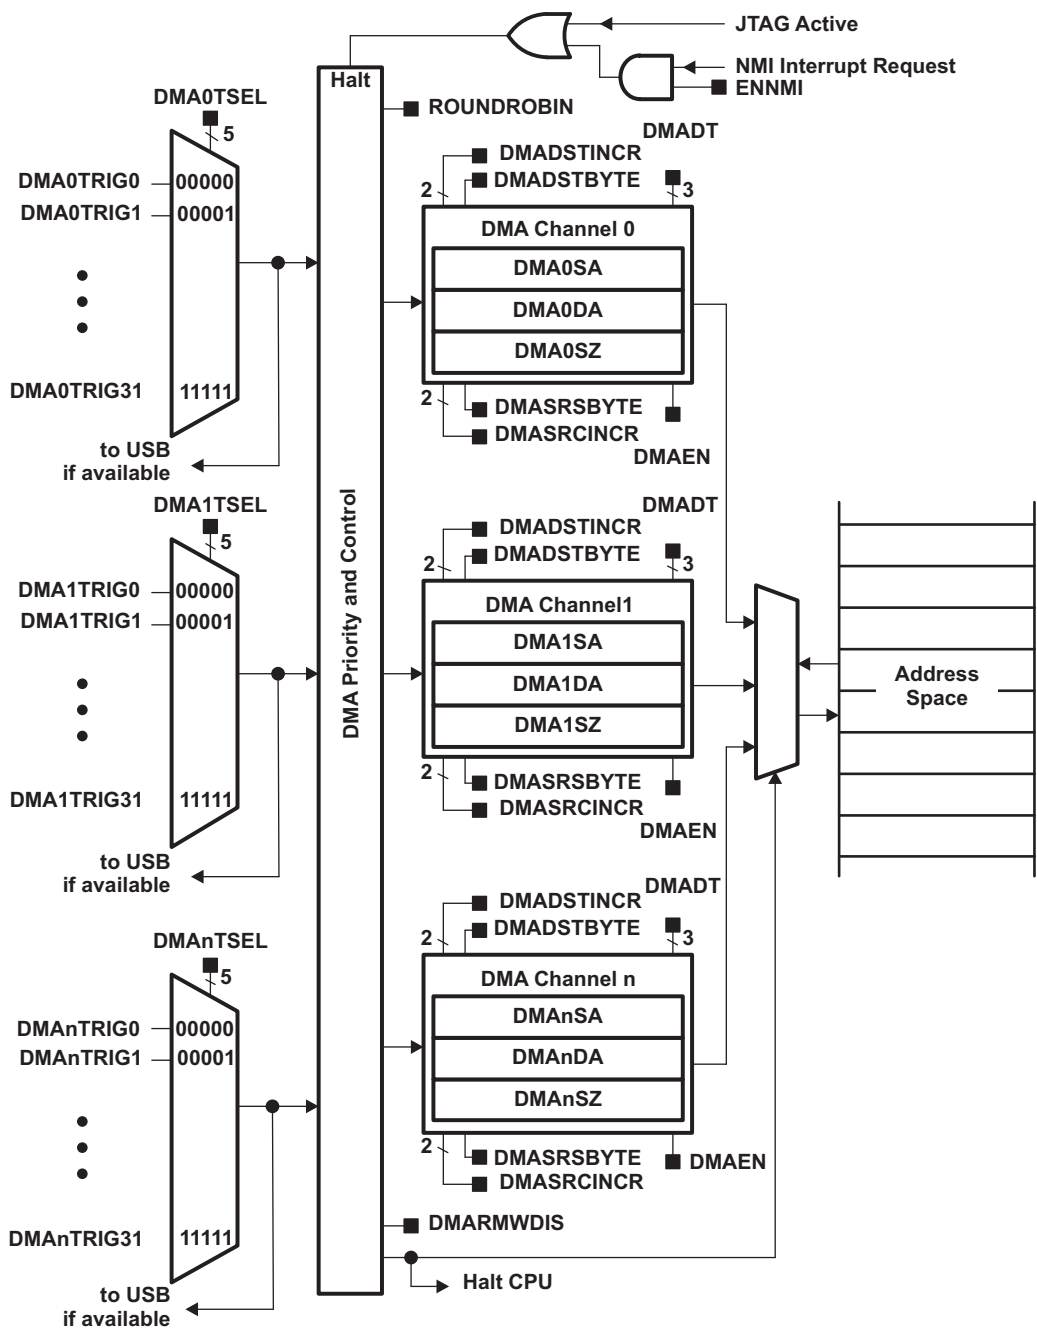 JTAG Active
NMI Interrupt Request
ENNMI
Halt
ROUNDROBIN
DMA0TSEL
5
DMA0TRIG0
00000
DMA0TRIG1
00001
DMA0TRIG31
11111
to USB
if available
DMADT
DMADSTINCR
DMADSTBYTE
2
3
DMA Channel 0
DMA0SA
DMA0DA
DMA0SZ
2
DMASRSBYTE
DMASRCINCR
DMAEN
DMA Priority and Control
DMA1TSEL
5
DMA1TRIG0
00000
DMA1TRIG1
00001
DMA1TRIG31
11111
to USB
if available
DMADT
DMADSTINCR
DMADSTBYTE
2
3
DMA Channel1
DMA1SA
DMA1DA
DMA1SZ
2
DMASRSBYTE
DMASRCINCR
DMAEN
Address
Space
DMAnTSEL
5
DMAnTRIG0
00000
DMAnTRIG1
00001
DMAnTRIG31
11111
to USB
if available
DMADT
DMADSTINCR
DMADSTBYTE
2
3
DMA Channel n
DMAnSA
DMAnDA
DMAnSZ
2
DMASRSBYTE
DMASRCINCR
DMAEN
DMARMWDIS
Halt CPU